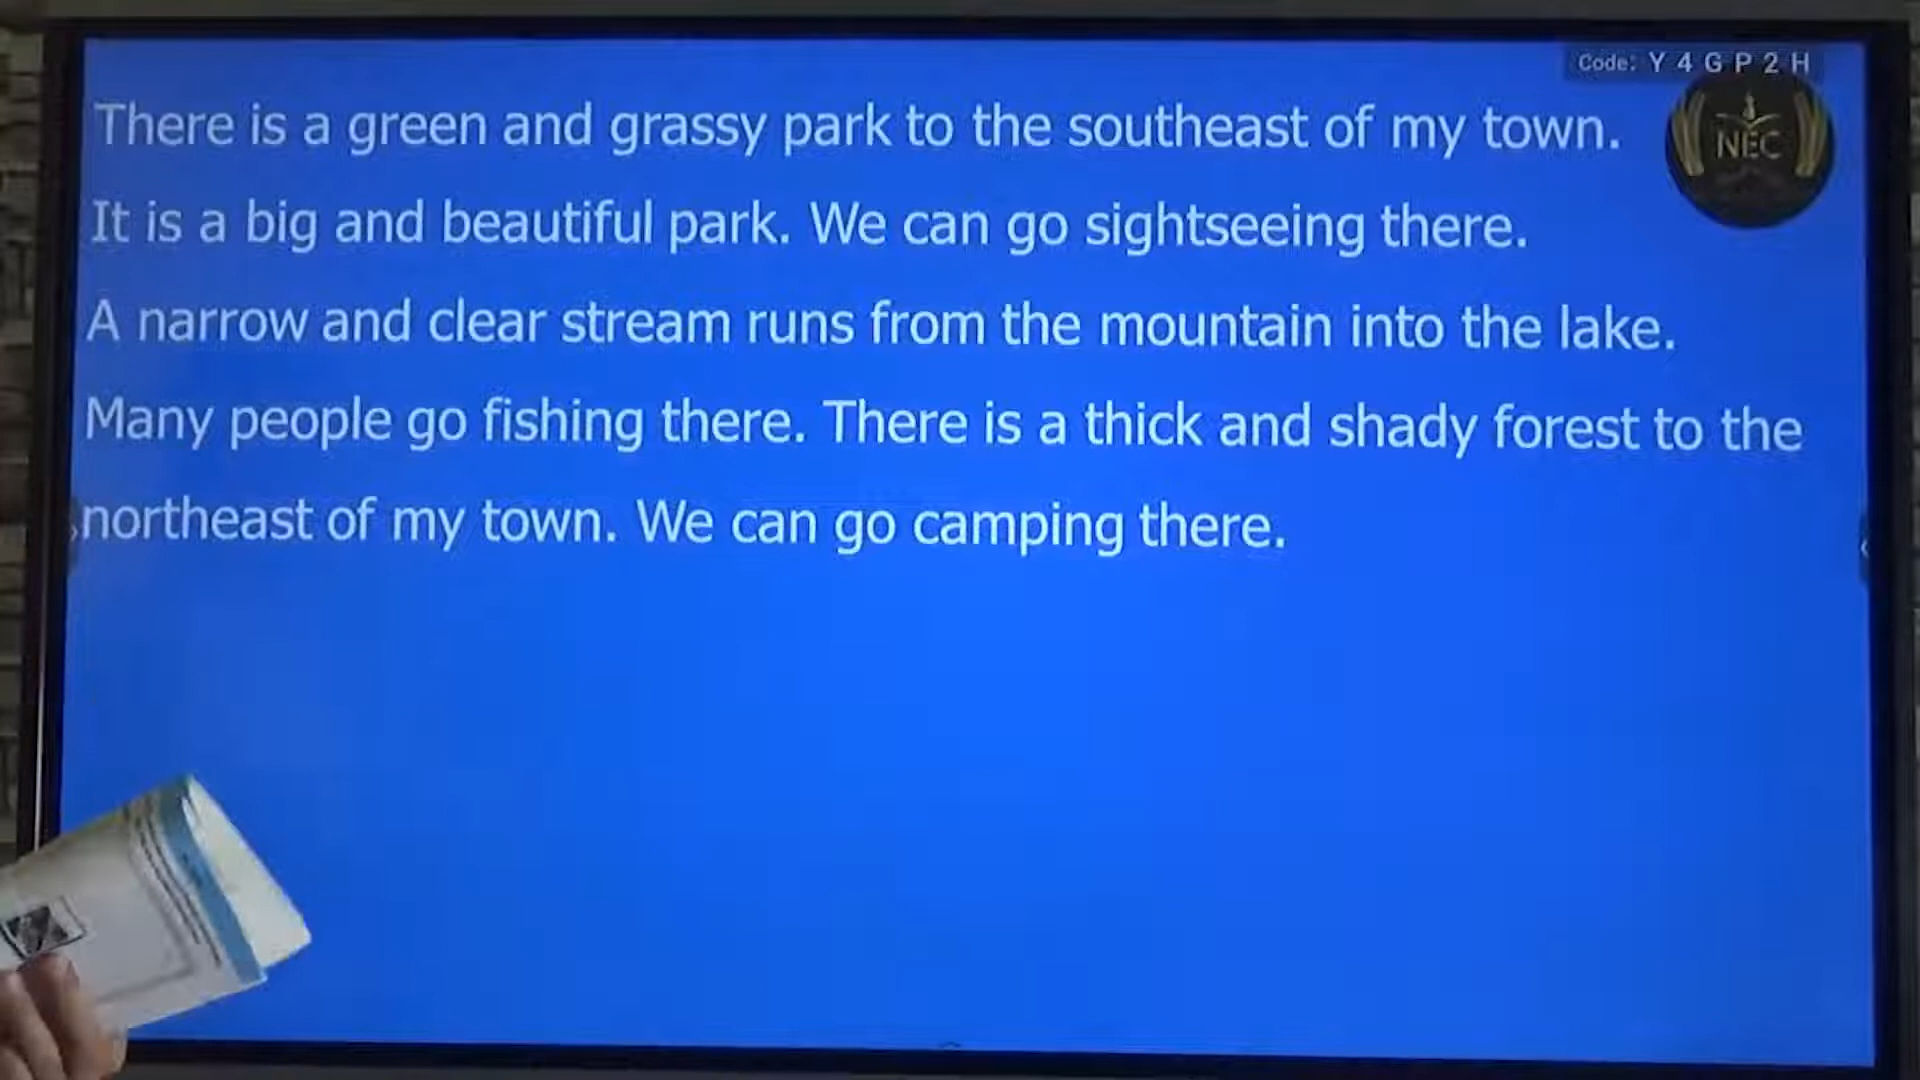 Code: Y 4 G P 2 H
There is a green and grassy park to the southeast of my town.
NEC
It is a big and beautiful park. We can go sightseeing there.
A narrow and clear stream runs from the mountain into the lake.
Many people go fishing there. There is a thick and shady forest to the
northeast of my town. We can go camping there.